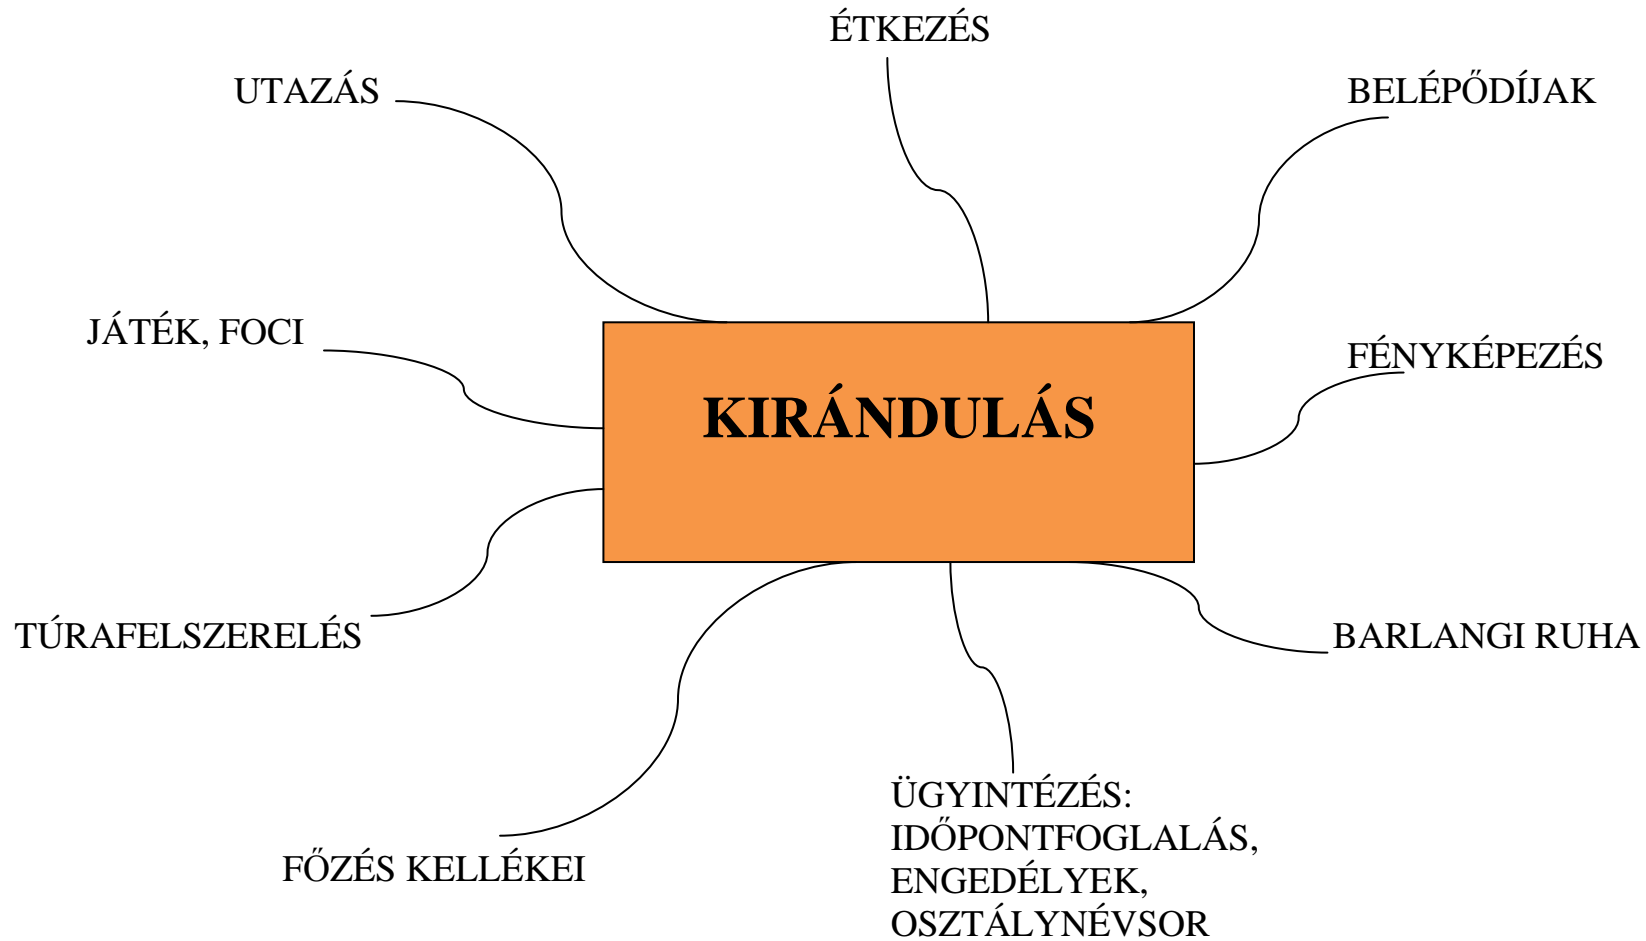 ÉTKEZÉS
UTAZÁS
BELÉPŐDÍJAK
JÁTÉK, FOCI
FÉNYKÉPEZÉS
KIRÁNDULÁS
TÚRAFELSZERELÉS
BARLANGI RUHA
FŐZÉS KELLÉKEI
ÜGYINTÉZÉS:
IDŐPONTFOGLALÁS,
ENGEDÉLYEK,
OSZTÁLYNÉVSOR